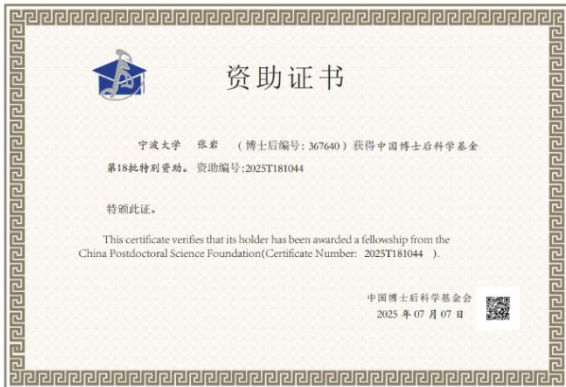 资助证书
宁波大学 张岩 (博士后编号: 367640) 获得中国博士后科学基金
第18批特别资助。资助编号:2025T181044
特颁此证。
This certificate verifies that its holder has been awarded a fellowship from the
China Postdoctoral Science Foundation(Certificate Number: 2025T181044 ).
中国博士后科学基金会
2025 年 07 月 07 日